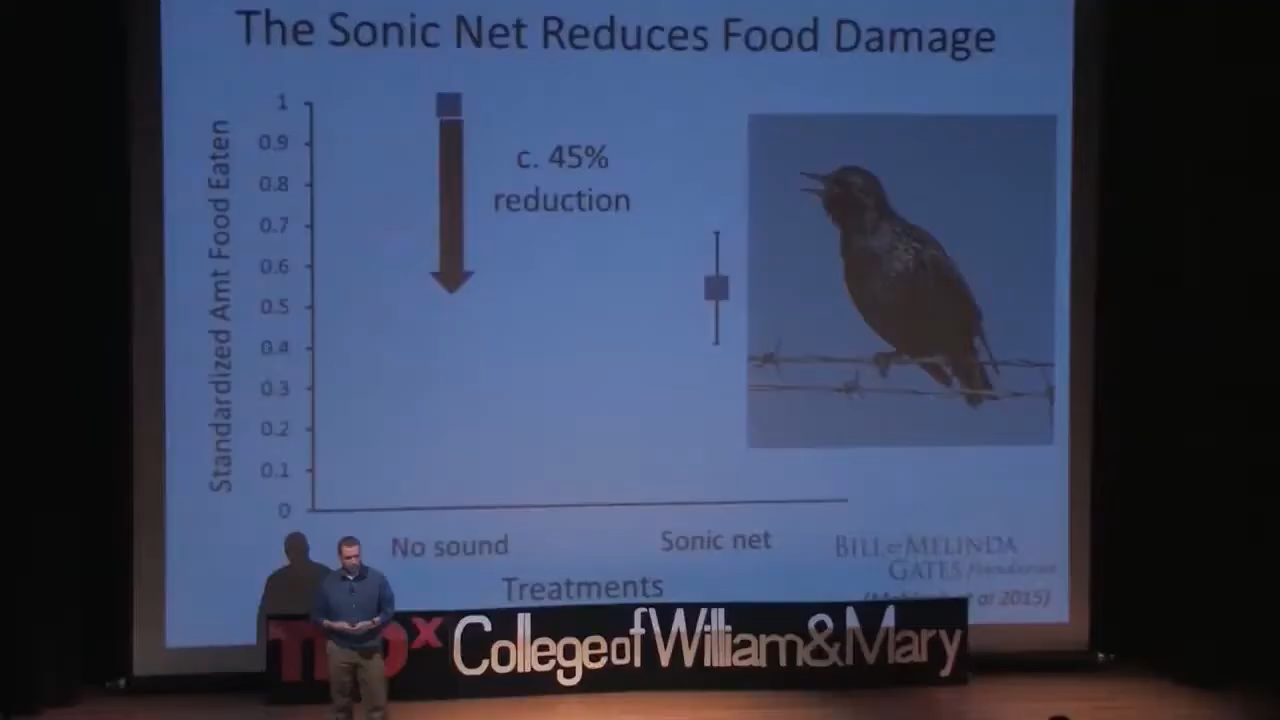 The Sonic Net Reduces Food Damage
Standardized Amt Food Eaten
1
0.9
0.8
0.7
0.6
0.5
0.4
0.3
0.2
0.1
0
c. 45%
reduction
No sound
Sonic net
Treatments
BILL & MELINDA
GATES foundation
2015)
TEDx College of William & Mary